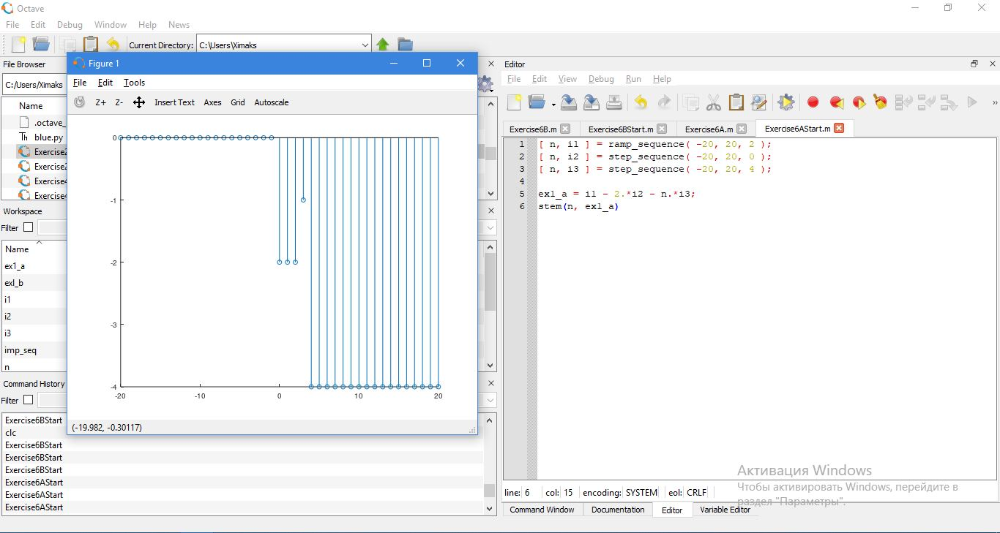 Octave
File Edit Debug Window Help News
Current Directory: C:\Users\Ximaks
File Browser
C:/Users/Ximaks
Name
.octave_
blue.py
Exercise2
Exercise2
Exercise4
Exercise4
Workspace
Filter
Name
ex1_a
exl_b
i1
i2
i3
imp_seq
n
Command History
Filter
Exercise6BStart
clc
Exercise6BStart
Exercise6BStart
Exercise6BStart
Exercise6AStart
Exercise6AStart
Exercise6AStart
Figure 1
File Edit Tools
Z+ Z- Insert Text Axes Grid Autoscale
0
-1
-2
-3
-4
-20 -10 0 10 20
(-19.982, -0.30117)
Editor
File Edit View Debug Run Help
»
Exercise6B.m Exercise6BStart.m Exercise6A.m Exercise6AStart.m
1 [ n, i1 ] = ramp_sequence( -20, 20, 2 );
2 [ n, i2 ] = step_sequence( -20, 20, 0 );
3 [ n, i3 ] = step_sequence( -20, 20, 4 );
4
5 ex1_a = i1 - 2.*i2 - n.*i3;
6 stem(n, ex1_a)
Активация Windows
Чтобы активировать Windows, перейдите в
раздел "Параметры".
line: 6 col: 15 encoding: SYSTEM eol: CRLF
Command Window Documentation Editor Variable Editor